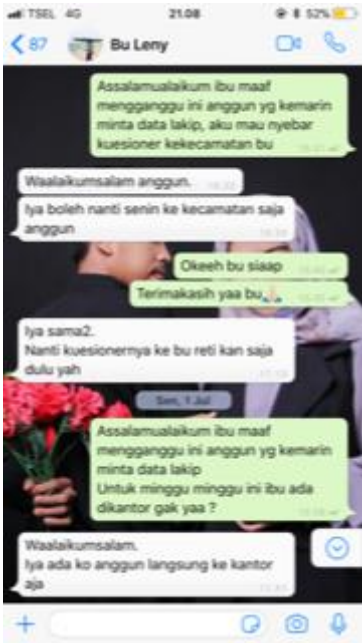 TSEL 4G 21.08 52%
87 Bu Leny
Assalamualaikum ibu maaf
mengganggu ini anggun yg kemarin
minta data lakip, aku mau nyebar
kuesioner kekecamatan bu
Waalaikumsalam anggun.
Iya boleh nanti senin ke kecamatan saja
anggun
Okeeh bu siaap
Terimakasih yaa bu🙏🏻
Iya sama2.
Nanti kuesionernya ke bu reti kan saja
dulu yah
Sen, 1 Jul
Assalamualaikum ibu maaf
mengganggu ini anggun yg kemarin
minta data lakip
Untuk minggu minggu ini ibu ada
dikantor gak yaa ?
Waalaikumsalam.
Iya ada ko anggun langsung ke kantor
aja